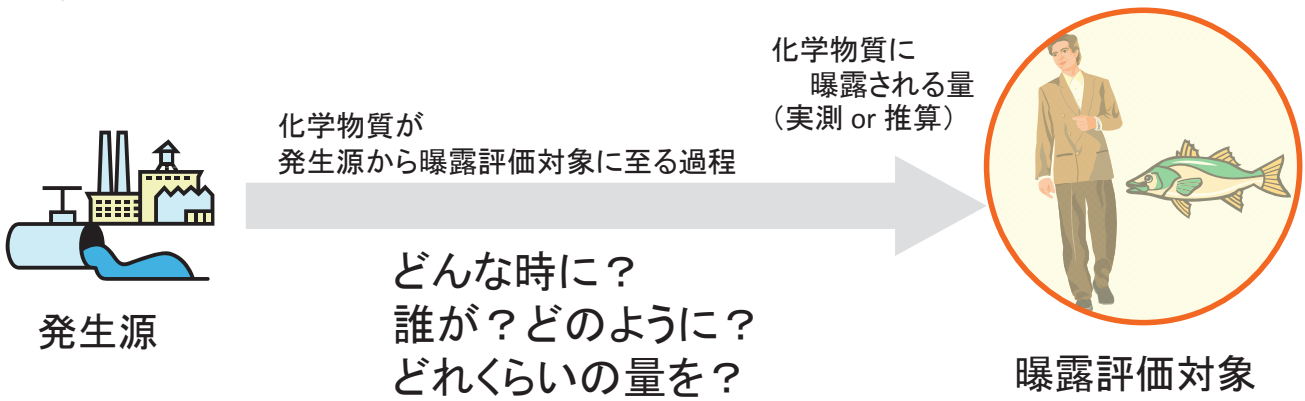 化学物質が
発生源から曝露評価対象に至る過程
化学物質に
曝露される量
（実測 or 推算）
どんな時に？
誰が？どのように？
どれくらいの量を？
発生源
曝露評価対象